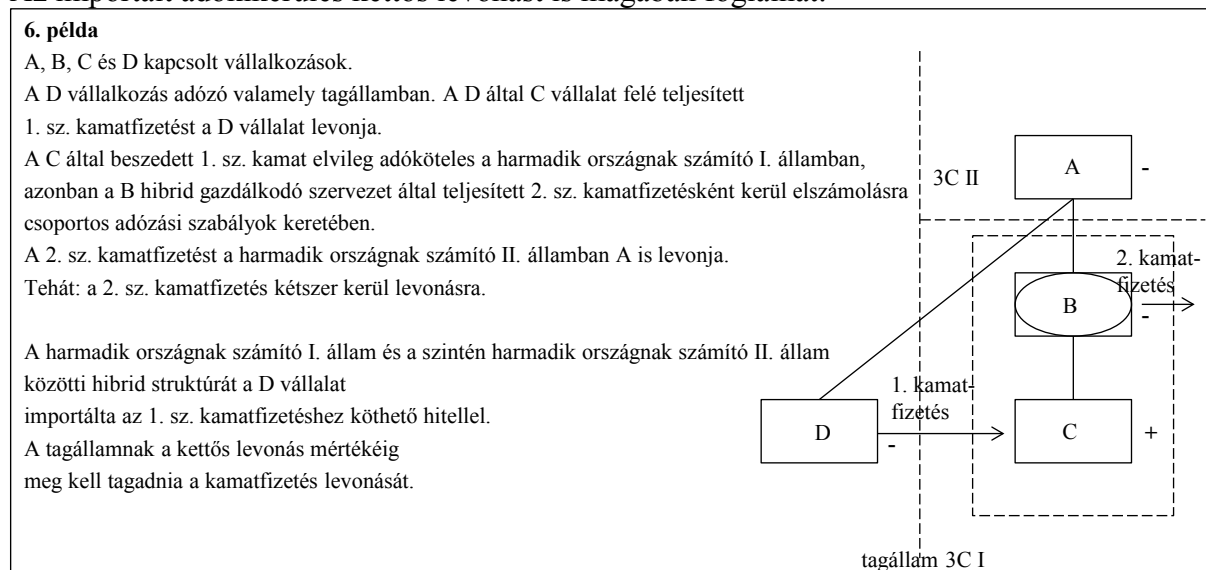 Az importált adókikerülés kettős levonást is magában foglalhat.
6. példa
A, B, C és D kapcsolt vállalkozások.
A D vállalkozás adózó valamely tagállamban. A D által C vállalat felé teljesített
1. sz. kamatfizetést a D vállalat levonja.
A C által beszedett 1. sz. kamat elvileg adóköteles a harmadik országnak számító I. államban,
azonban a B hibrid gazdálkodó szervezet által teljesített 2. sz. kamatfizetésként kerül elszámolásra
csoportos adózási szabályok keretében.
A 2. sz. kamatfizetést a harmadik országnak számító II. államban A is levonja.
Tehát: a 2. sz. kamatfizetés kétszer kerül levonásra.
A harmadik országnak számító I. állam és a szintén harmadik országnak számító II. állam
közötti hibrid struktúrát a D vállalat
importálta az 1. sz. kamatfizetéshez köthető hitellel.
A tagállamnak a kettős levonás mértékéig
meg kell tagadnia a kamatfizetés levonását.
3C II
A
-
2. kamat-
fizetés
B
-
1. kamat-
fizetés
D
-
C
+
tagállam 3C I